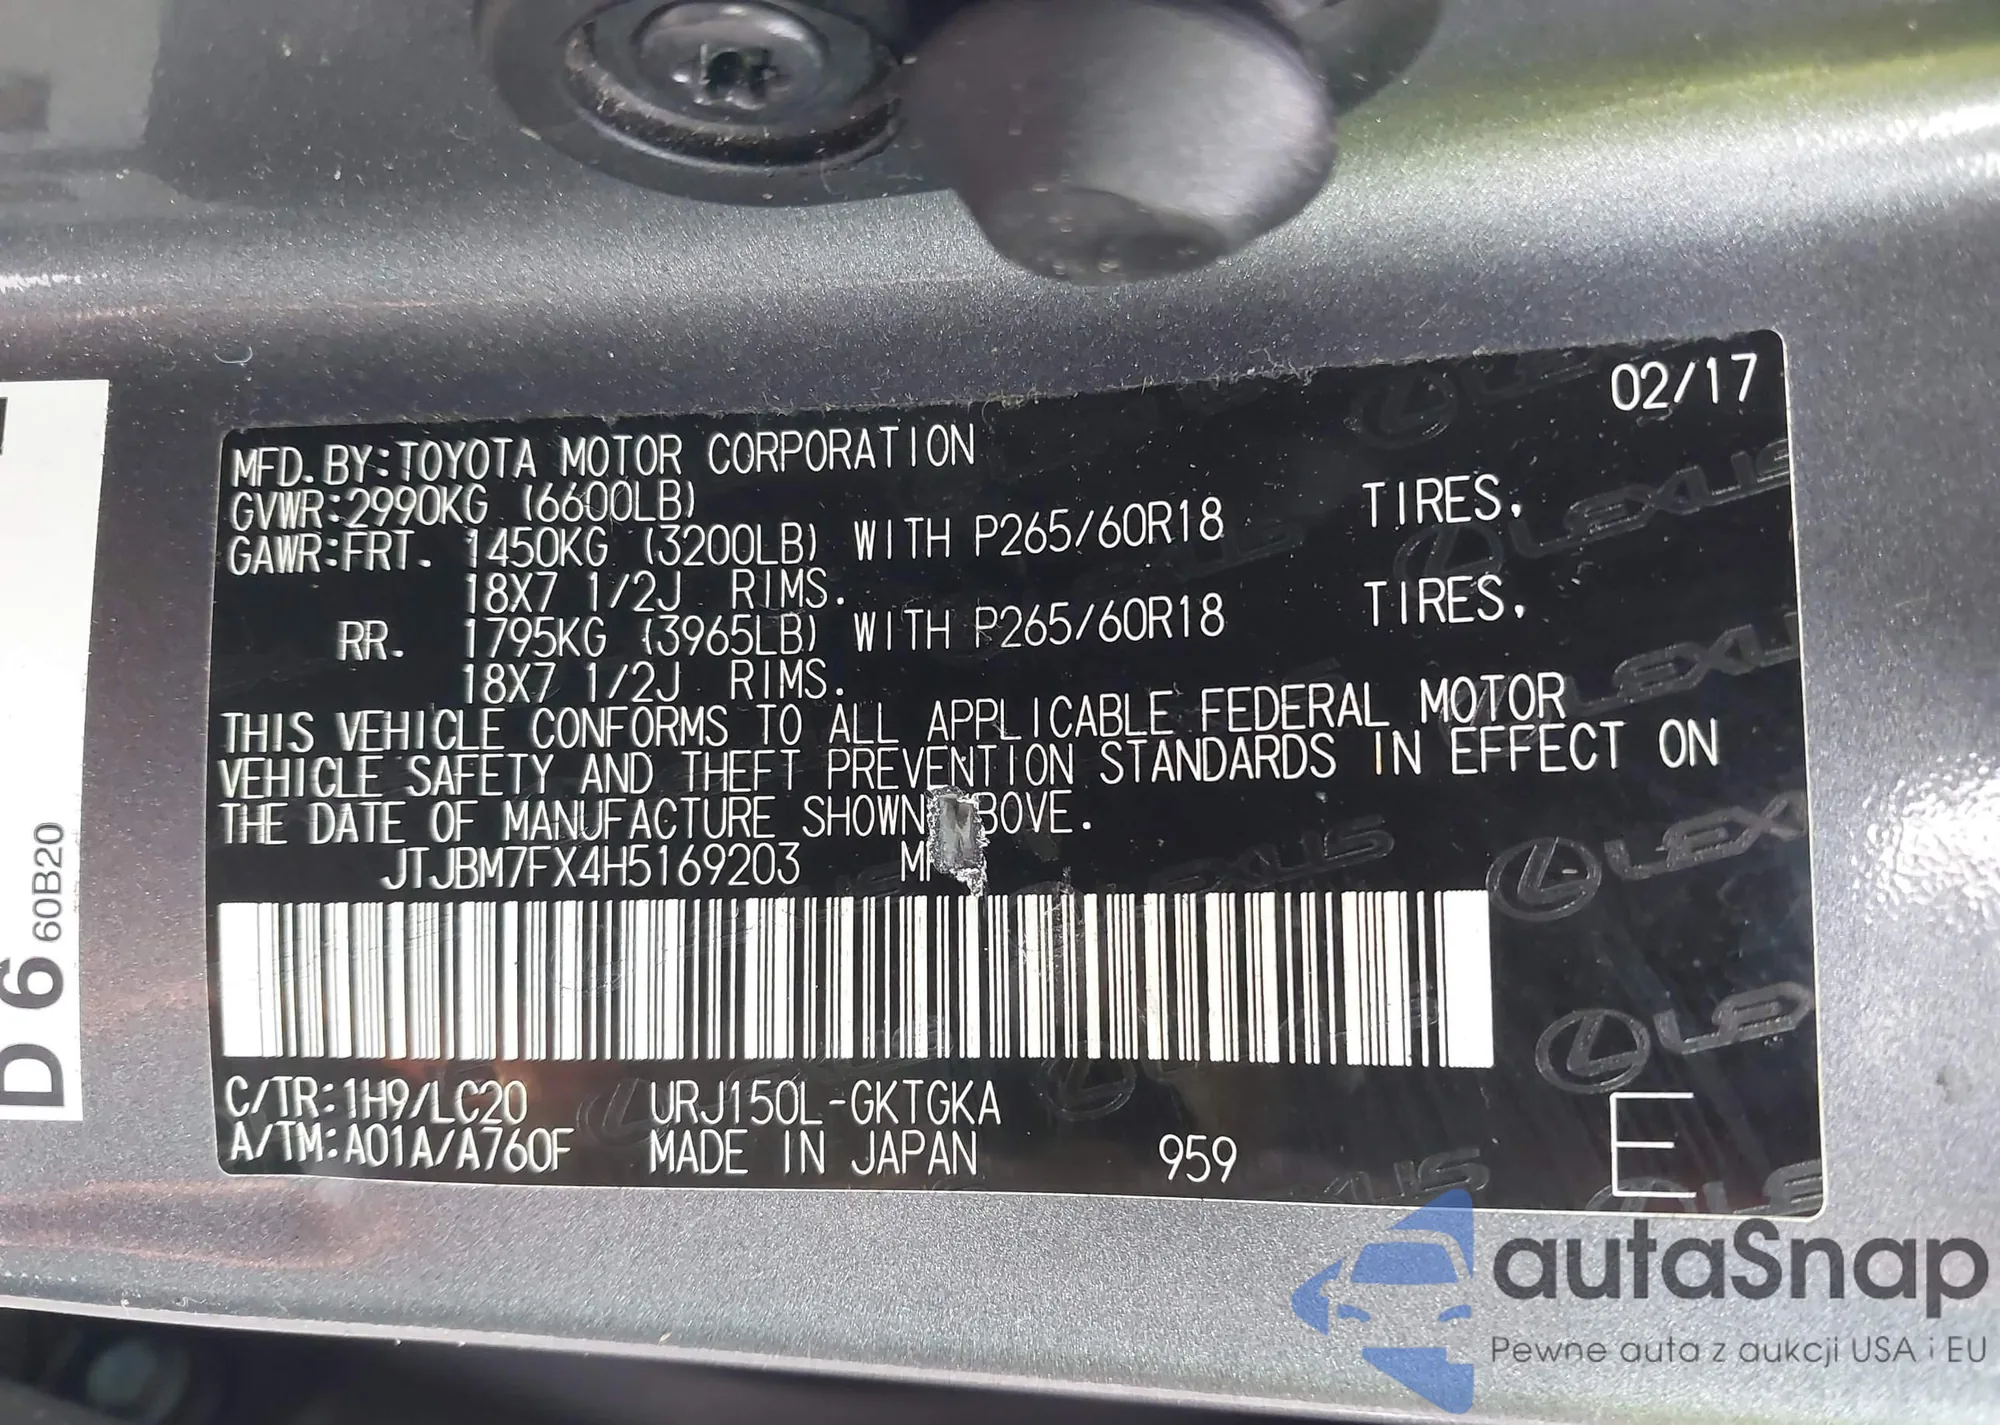 02/17
MFD.BY:TOYOTA MOTOR CORPORATION
GVWR:2990KG (6600LB)
GAWR:FRT. 1450KG (3200LB) WITH P265/60R18 TIRES,
18X7 1/2J RIMS.
RR. 1795KG (3965LB) WITH P265/60R18 TIRES,
18X7 1/2J RIMS.
THIS VEHICLE CONFORMS TO ALL APPLICABLE FEDERAL MOTOR
VEHICLE SAFETY AND THEFT PREVENTION STANDARDS IN EFFECT ON
THE DATE OF MANUFACTURE SHOWN BOVE.
JTJBM7FX4H5169203
C/TR:1H9/LC20 URJ150L-GKTGKA
A/TM:A01A/A760F MADE IN JAPAN 959
E
D 6
60B20
LEXUS
autaSnap
Pewne auta z aukcji USA i EU